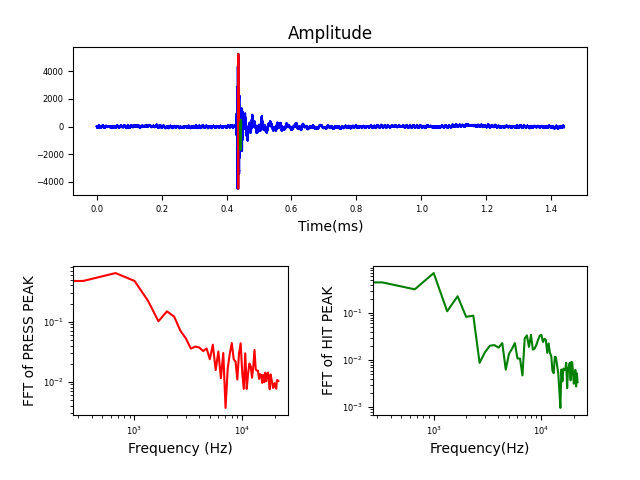 Amplitude
4000
2000
0
−2000
−4000
0.0 0.2 0.4 0.6 0.8 1.0 1.2 1.4
Time(ms)
FFT of PRESS PEAK
10⁻¹
10⁻²
10³ 10⁴
Frequency (Hz)
FFT of HIT PEAK
10⁻¹
10⁻²
10⁻³
10³ 10⁴
Frequency(Hz)